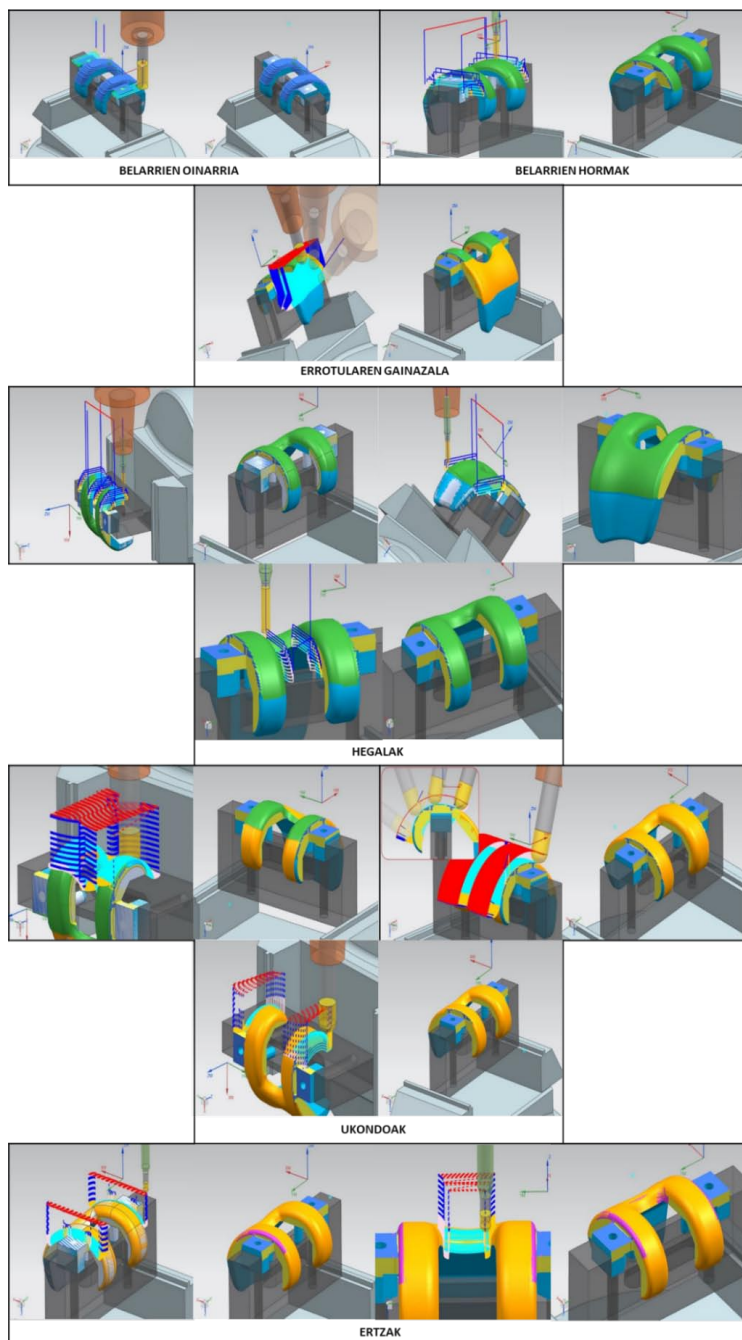 BELARRIEN OINARRIA
BELARRIEN HORMAK
ERROTULAREN GAINAZALA
HEGALAK
UKONDOAK
ERTZAK